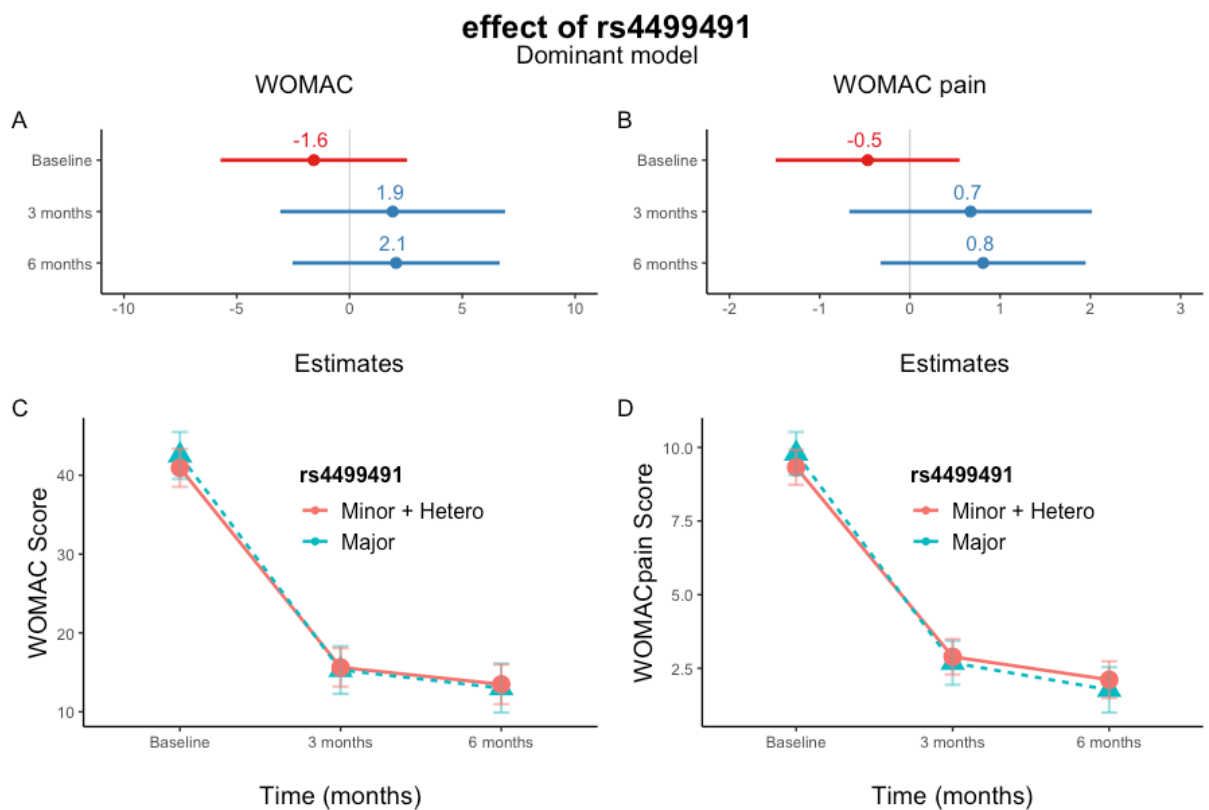 effect of rs4499491
Dominant model
WOMAC
WOMAC pain
A
-1.6
Baseline
1.9
3 months
2.1
6 months
-10 -5 0 5 10
Estimates
B
-0.5
Baseline
0.7
3 months
0.8
6 months
-2 -1 0 1 2 3
Estimates
C
WOMAC Score
40
30
20
10
rs4499491
Minor + Hetero
Major
Baseline 3 months 6 months
Time (months)
D
WOMACpain Score
10.0
7.5
5.0
2.5
rs4499491
Minor + Hetero
Major
Baseline 3 months 6 months
Time (months)